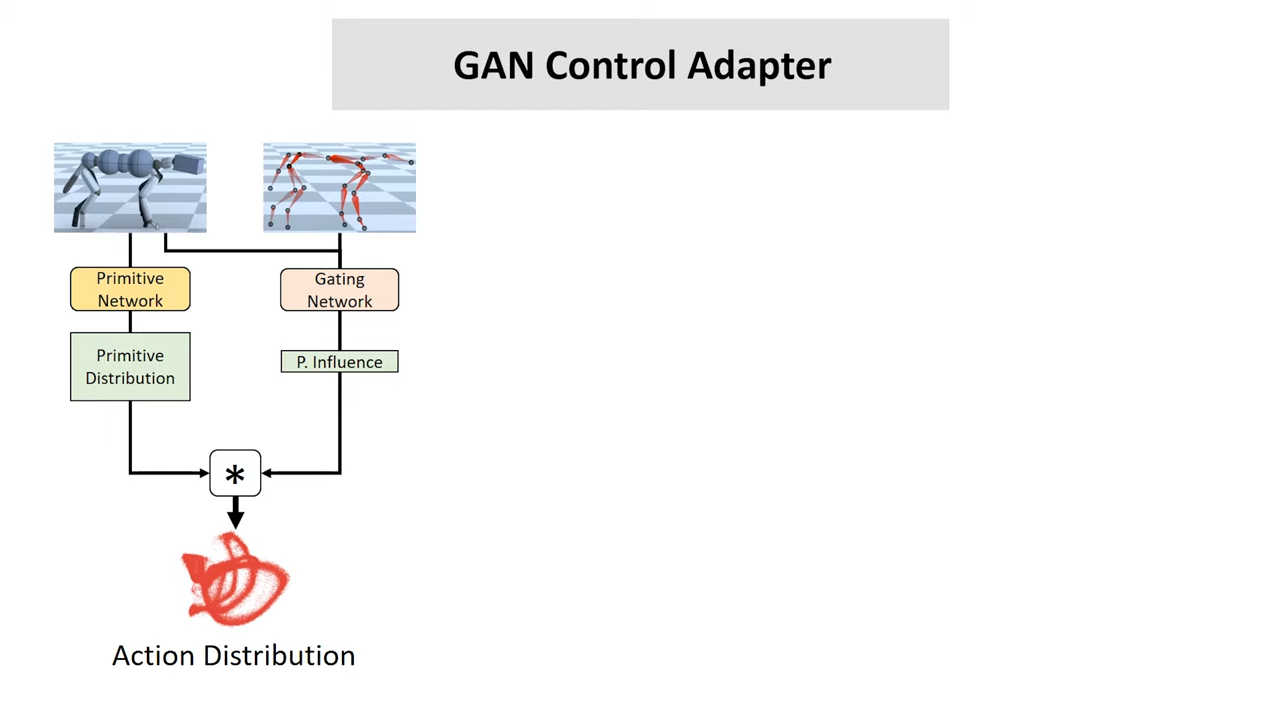 GAN Control Adapter
Primitive
Network
Gating
Network
Primitive
Distribution
P. Influence
*
Action Distribution